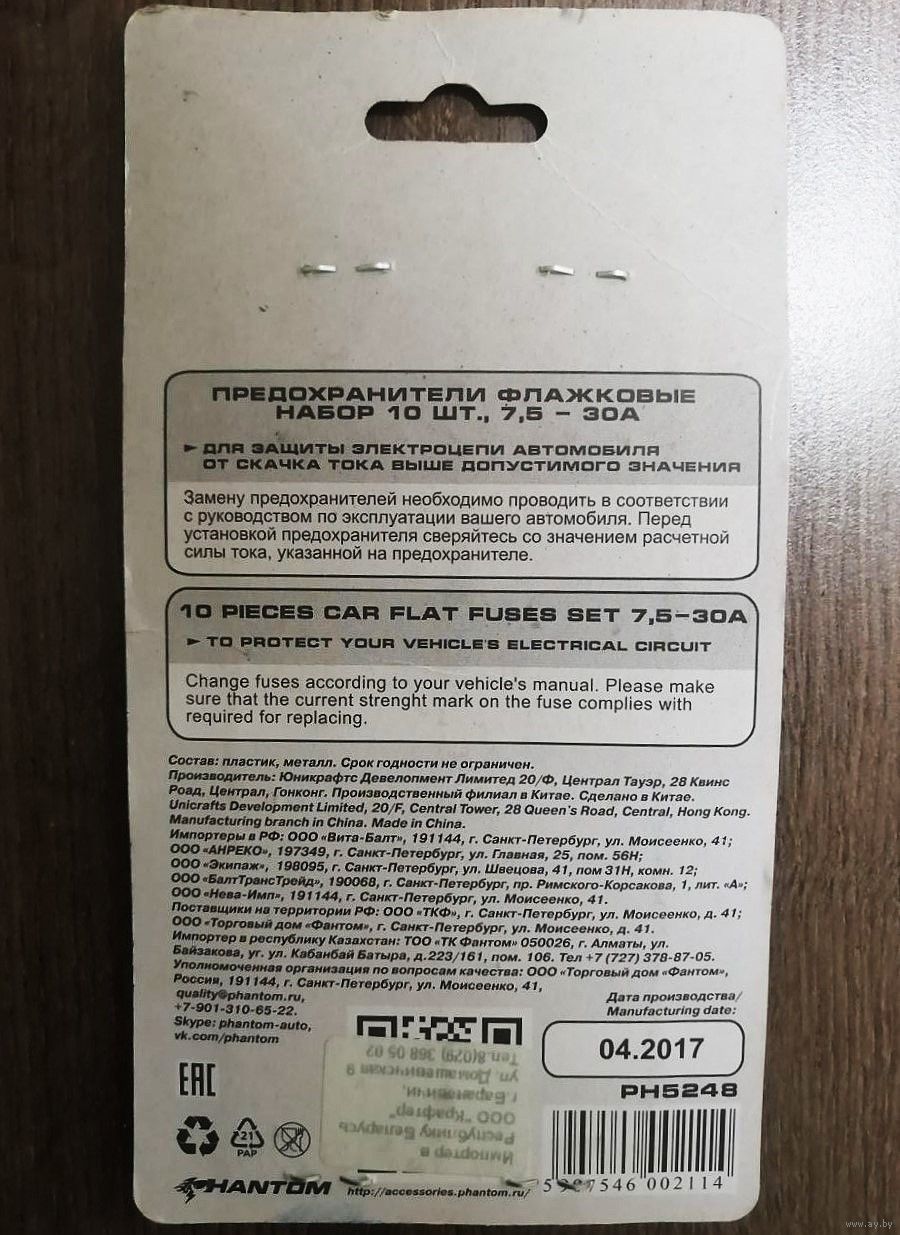 ПРЕДОХРАНИТЕЛИ ФЛАЖКОВЫЕ
НАБОР 10 ШТ., 7,5 – 30А
► ДЛЯ ЗАЩИТЫ ЭЛЕКТРОЦЕПИ АВТОМОБИЛЯ
ОТ СКАЧКА ТОКА ВЫШЕ ДОПУСТИМОГО ЗНАЧЕНИЯ
Замену предохранителей необходимо проводить в соответствии
с руководством по эксплуатации вашего автомобиля. Перед
установкой предохранителя сверяйтесь со значением расчетной
силы тока, указанной на предохранителе.
10 PIECES CAR FLAT FUSES SET 7,5–30A
► TO PROTECT YOUR VEHICLE'S ELECTRICAL CIRCUIT
Change fuses according to your vehicle's manual. Please make
sure that the current strenght mark on the fuse complies with
required for replacing.
Состав: пластик, металл. Срок годности не ограничен.
Производитель: Юникрафтс Девелопмент Лимитед 20/Ф, Централ Тауэр, 28 Квинс
Роад, Централ, Гонконг. Производственный филиал в Китае. Сделано в Китае.
Unicrafts Development Limited, 20/F, Central Tower, 28 Queen's Road, Central, Hong Kong.
Manufacturing branch in China. Made in China.
Импортеры в РФ: ООО «Вита-Балт», 191144, г. Санкт-Петербург, ул. Моисеенко, 41;
ООО «АНРЕКО», 197349, г. Санкт-Петербург, ул. Главная, 25, пом. 56Н;
ООО «Экипаж», 198095, г. Санкт-Петербург, ул. Швецова, 41, пом 31Н, комн. 12;
ООО «БалтТрансТрейд», 190068, г. Санкт-Петербург, пр. Римского-Корсакова, 1, лит. «А»;
ООО «Нева-Имп», 191144, г. Санкт-Петербург, ул. Моисеенко, 41.
Поставщики на территории РФ: ООО «ТКФ», г. Санкт-Петербург, ул. Моисеенко, д. 41;
ООО «Торговый дом «Фантом», г. Санкт-Петербург, ул. Моисеенко, д. 41.
Импортер в республику Казахстан: ТОО «ТК Фантом» 050026, г. Алматы, ул.
Байзакова, уг. ул. Кабанбай Батыра, д.223/161, пом. 106. Тел +7 (727) 378-87-05.
Уполномоченная организация по вопросам качества: ООО «Торговый дом «Фантом»,
Россия, 191144, г. Санкт-Петербург, ул. Моисеенко, 41,
quality@phantom.ru,
+7-901-310-65-22.
Skype: phantom-auto,
vk.com/phantom
Дата производства/
Manufacturing date:
04.2017
PH5248
EAC
21
PAP
Импортер в
Республику Беларусь
ООО "Крафтер"
г.Барановичи,
ул. Домашевичская 9
Тел.8(029) 368 05 02
PHANTOM
http://accessories.phantom.ru/
7546 002114
www.ay.by